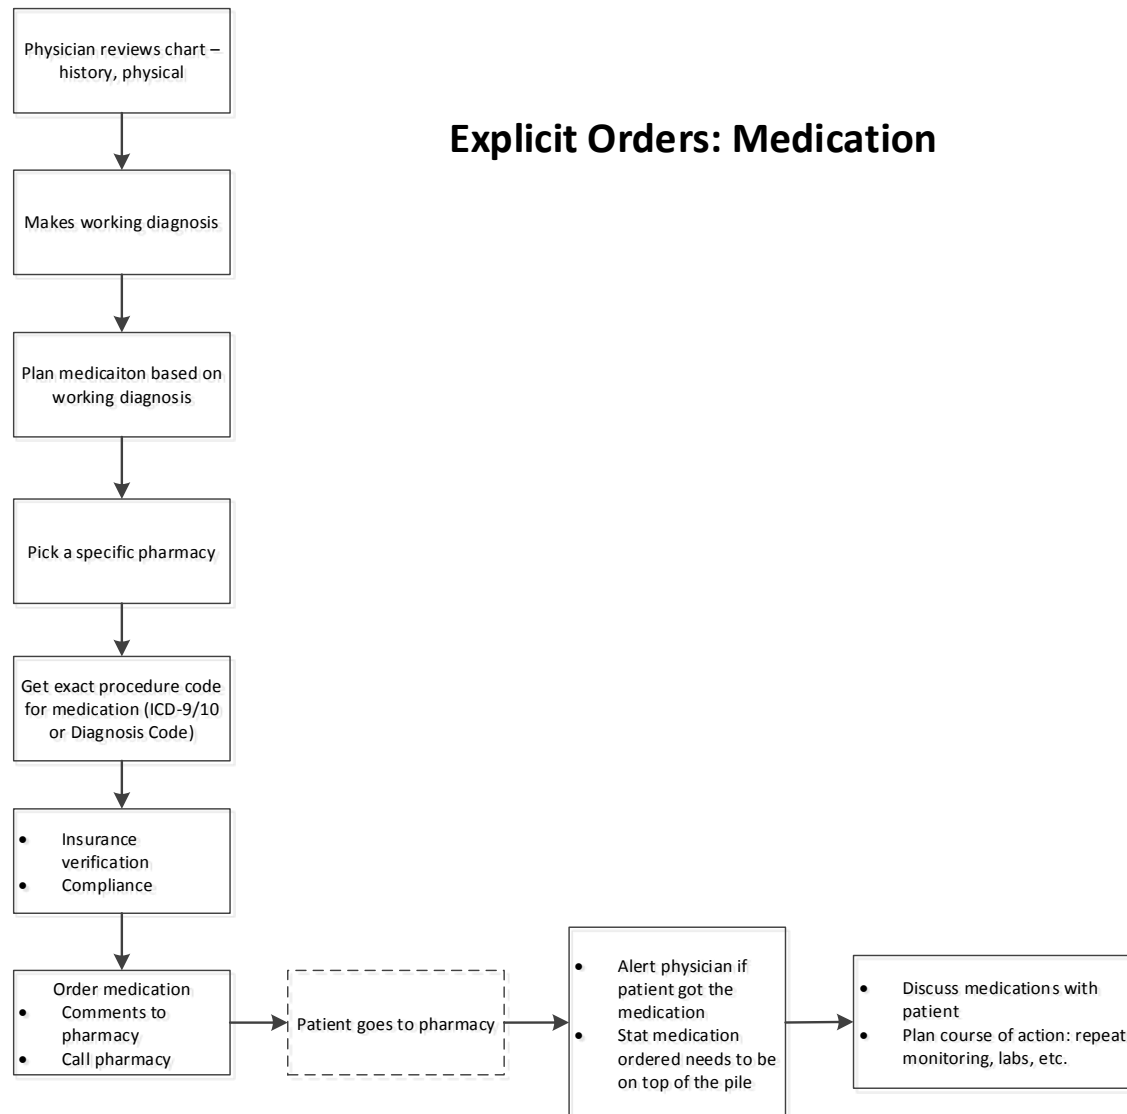 Explicit Orders: Medication
Physician reviews chart –
history, physical
Makes working diagnosis
Plan medicaiton based on
working diagnosis
Pick a specific pharmacy
Get exact procedure code
for medication (ICD-9/10
or Diagnosis Code)
• Insurance
verification
• Compliance
Order medication
• Comments to
pharmacy
• Call pharmacy
Patient goes to pharmacy
• Alert physician if
patient got the
medication
• Stat medication
ordered needs to be
on top of the pile
• Discuss medications with
patient
• Plan course of action: repeat
monitoring, labs, etc.